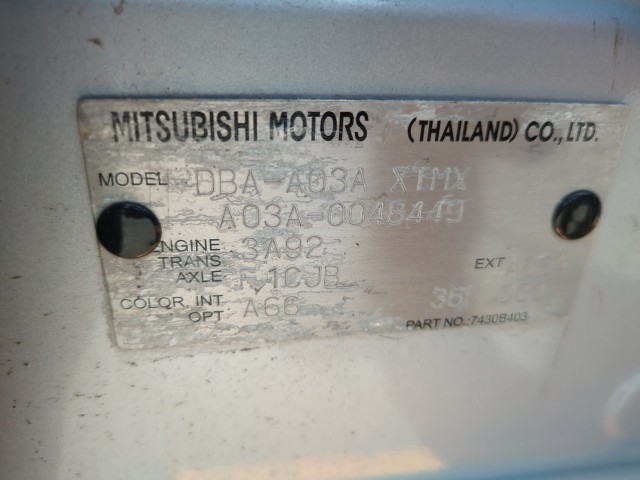 MITSUBISHI MOTORS (THAILAND) CO., LTD.
MODEL DBA-A03A XTMX
A03A-0048449
ENGINE 3A92
TRANS
AXLE F1CJB EXT
COLOR, INT A66 361
OPT
PART NO.:7430B403